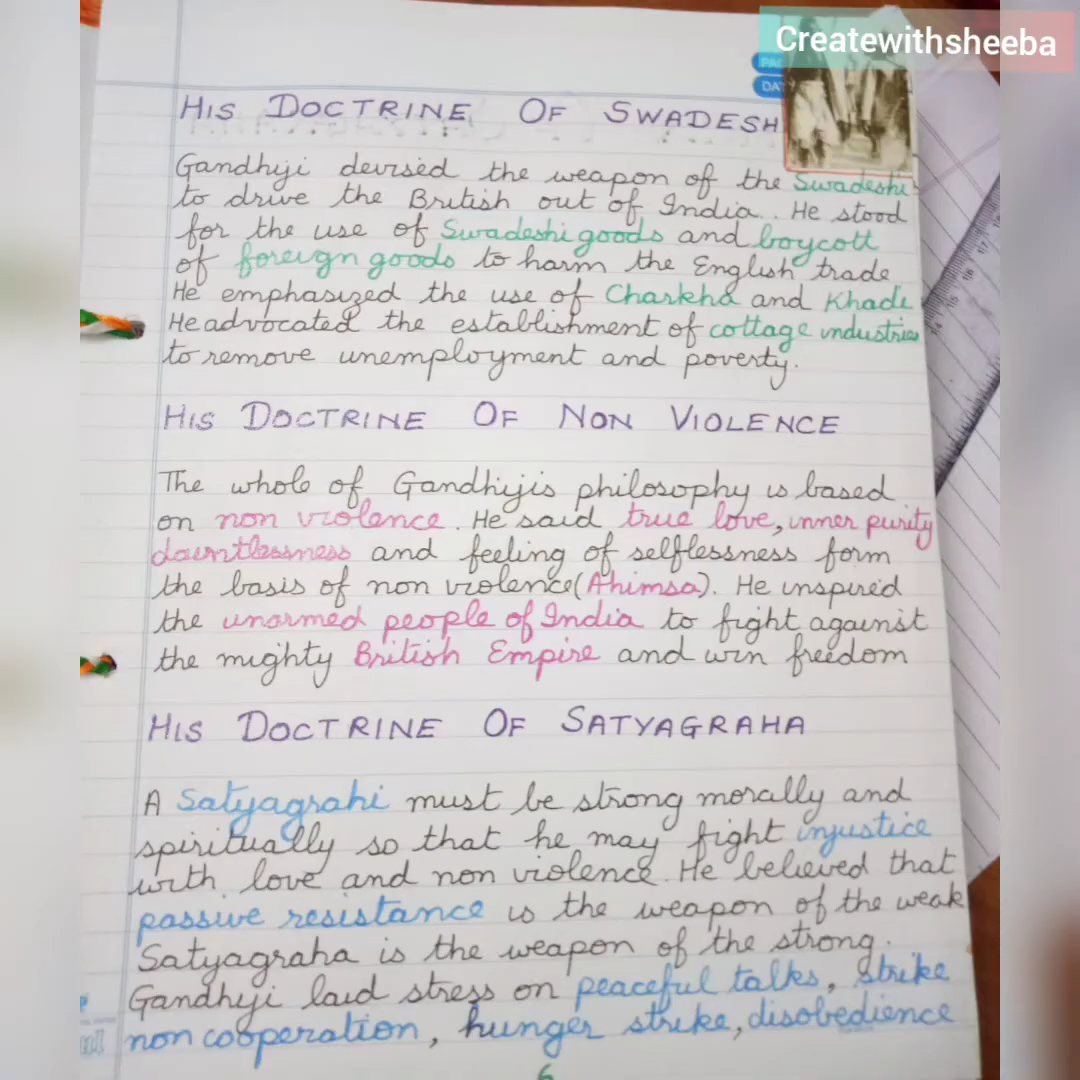 Createwithsheeba
PA
DA
HIS DOCTRINE OF SWADESH
Gandhiji devised the weapon of the Swadeshi
to drive the British out of India. He stood
for the use of Swadeshi goods and boycott
of foreign goods to harm the English trade
He emphasized the use of Charkha and Khadi
He advocated the establishment of cottage industries
to remove unemployment and poverty.
HIS DOCTRINE OF NON VIOLENCE
The whole of Gandhijis philosophy is based
on non violence. He said true love, inner purity
dauntlessness and feeling of selflessness form
the basis of non violence (Ahimsa). He inspired
the unarmed people of India to fight against
the mighty British Empire and win freedom
HIS DOCTRINE OF SATYAGRAHA
A Satyagrahi must be strong morally and
spiritually so that he may fight injustice
with love and non violence. He believed that
passive resistance is the weapon of the weak
Satyagraha is the weapon of the strong.
Gandhiji laid stress on peaceful talks, strike
non cooperation, hunger strike, disobedience
6